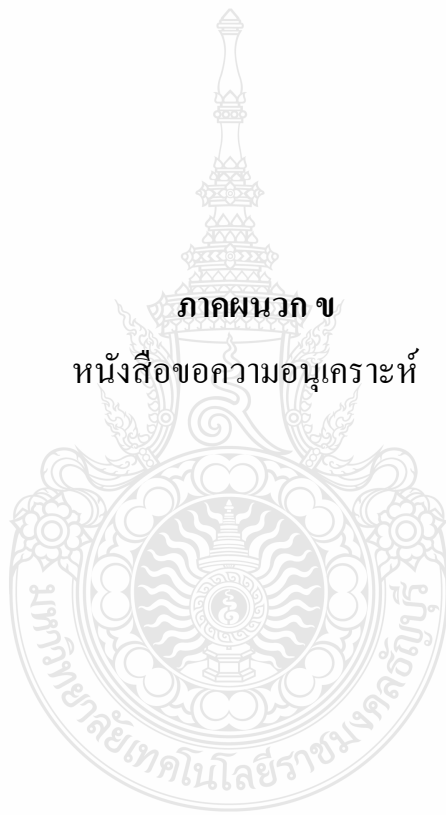 ภาคผนวก ข
หนังสือขอความอนุเคราะห์
มหาวิทยาลัยเทคโนโลยีราชมงคลธัญบุรี